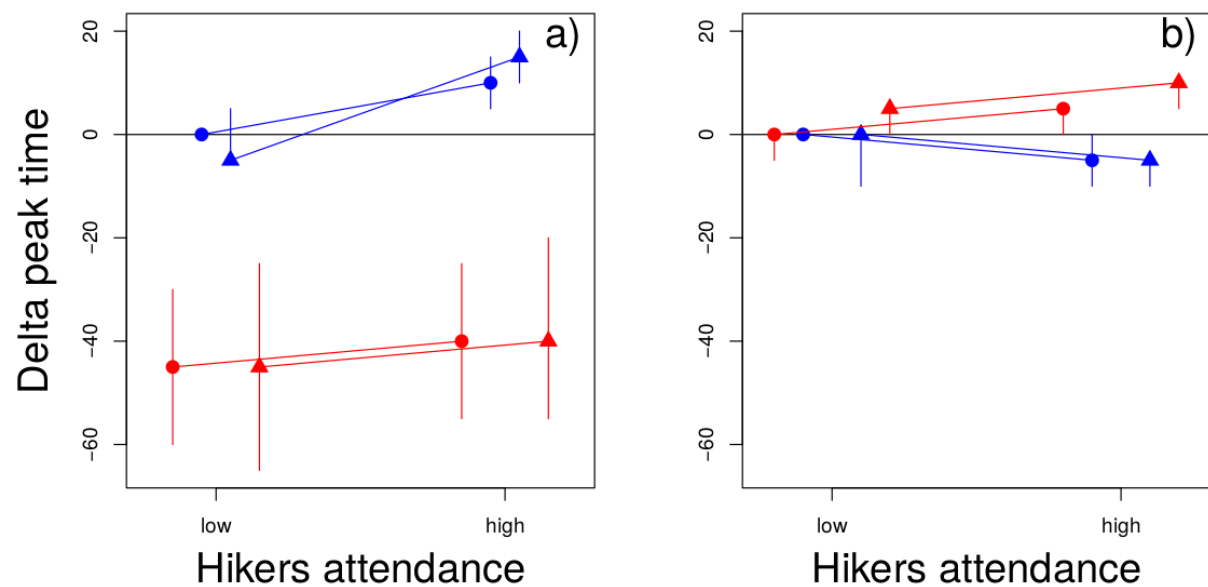 a)
20
0
−20
−40
−60
Delta peak time
low
high
Hikers attendance
b)
20
0
−20
−40
−60
low
high
Hikers attendance